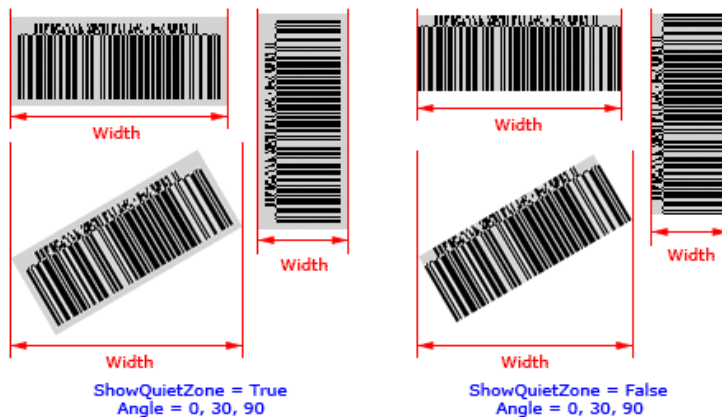 Width
Width
Width
Width
Width
Width
ShowQuietZone = True
Angle = 0, 30, 90
ShowQuietZone = False
Angle = 0, 30, 90